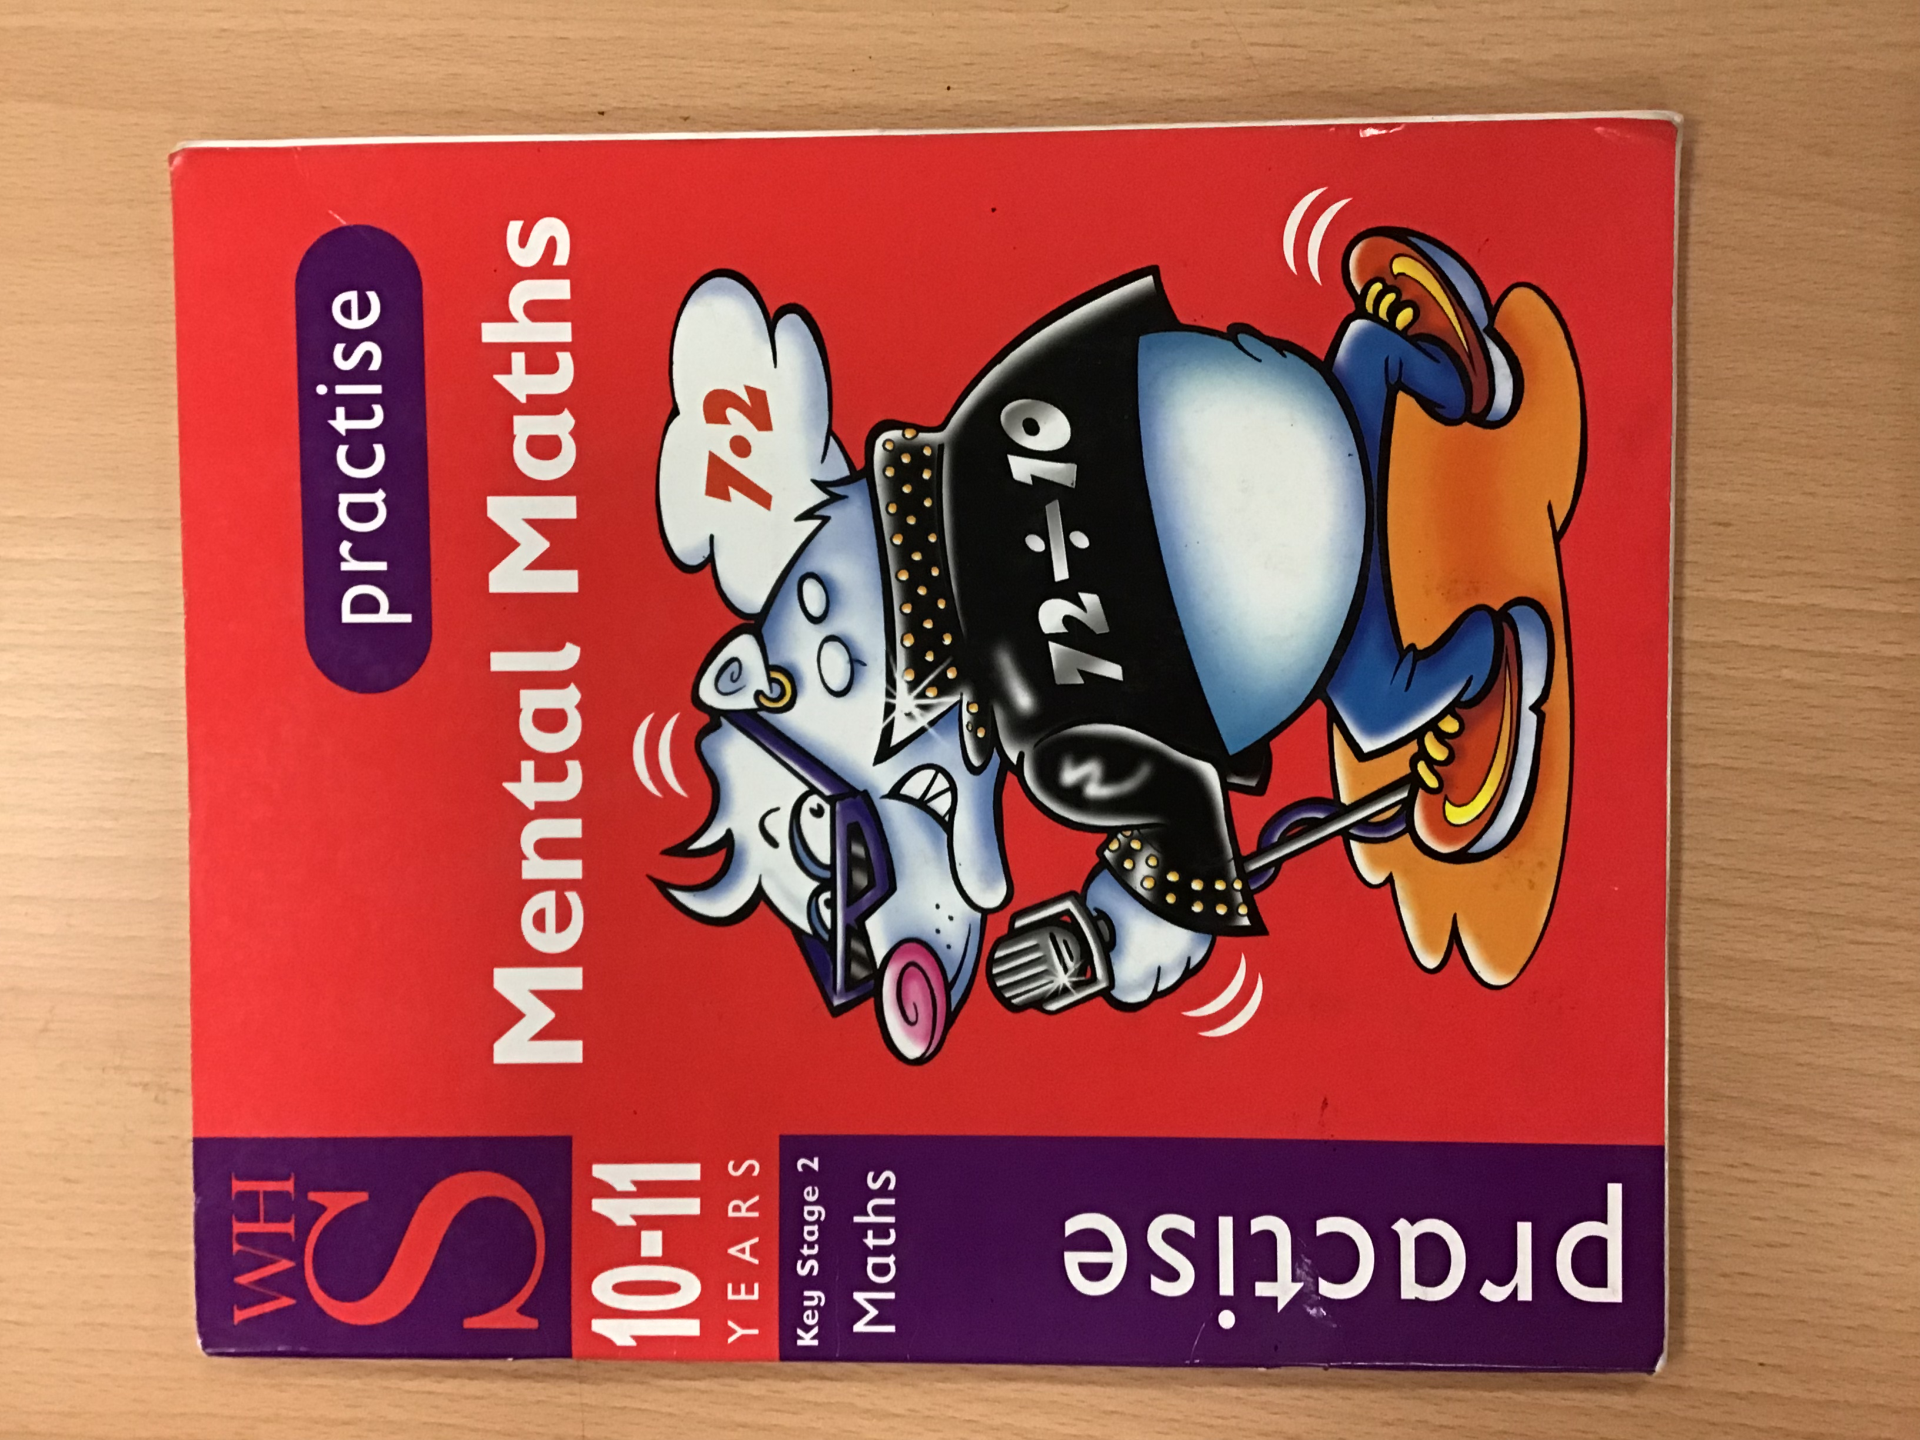 WH
S
10-11
YEARS
Key Stage 2
Maths
practise
practise
Mental Maths
7·2
72÷10